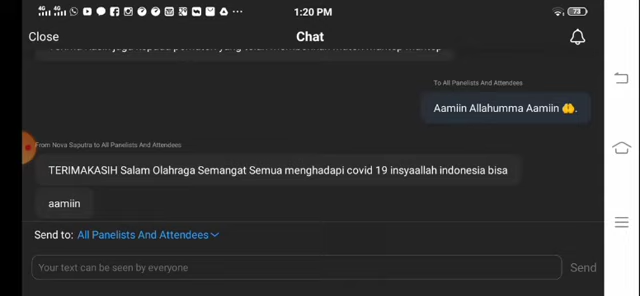 1:20 PM
73
Close
Chat
To All Panelists And Attendees
Aamiin Allahumma Aamiin 🤲.
From Nova Saputra to All Panelists And Attendees
TERIMAKASIH Salam Olahraga Semangat Semua menghadapi covid 19 insyaallah indonesia bisa
aamiin
Send to: All Panelists And Attendees
Your text can be seen by everyone
Send